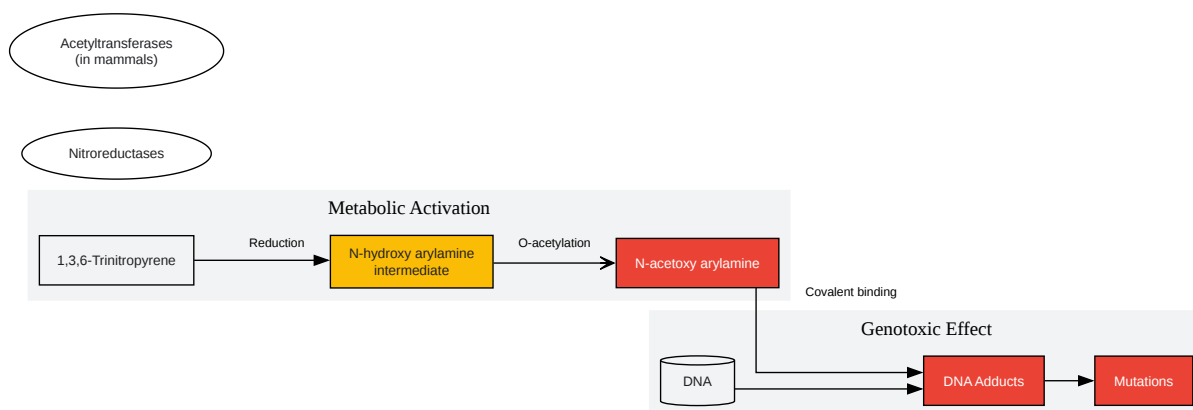 Acetyltransferases
(in mammals)
Nitroreductases
Metabolic Activation
1,3,6-Trinitropyrene
Reduction
N-hydroxy arylamine
intermediate
O-acetylation
N-acetoxy arylamine
Covalent binding
Genotoxic Effect
DNA
DNA Adducts
Mutations